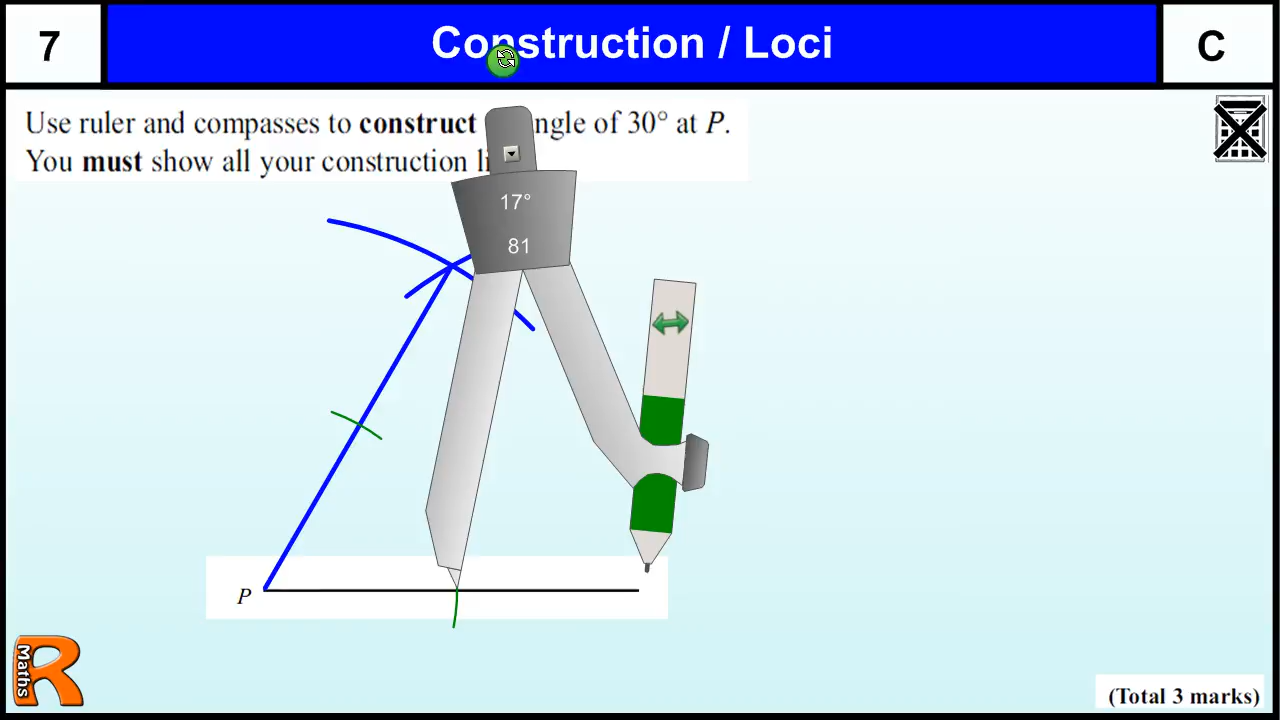 7
Construction / Loci
C
Use ruler and compasses to construct ngle of 30° at P.
You must show all your construction li
17°
81
P
Maths
(Total 3 marks)